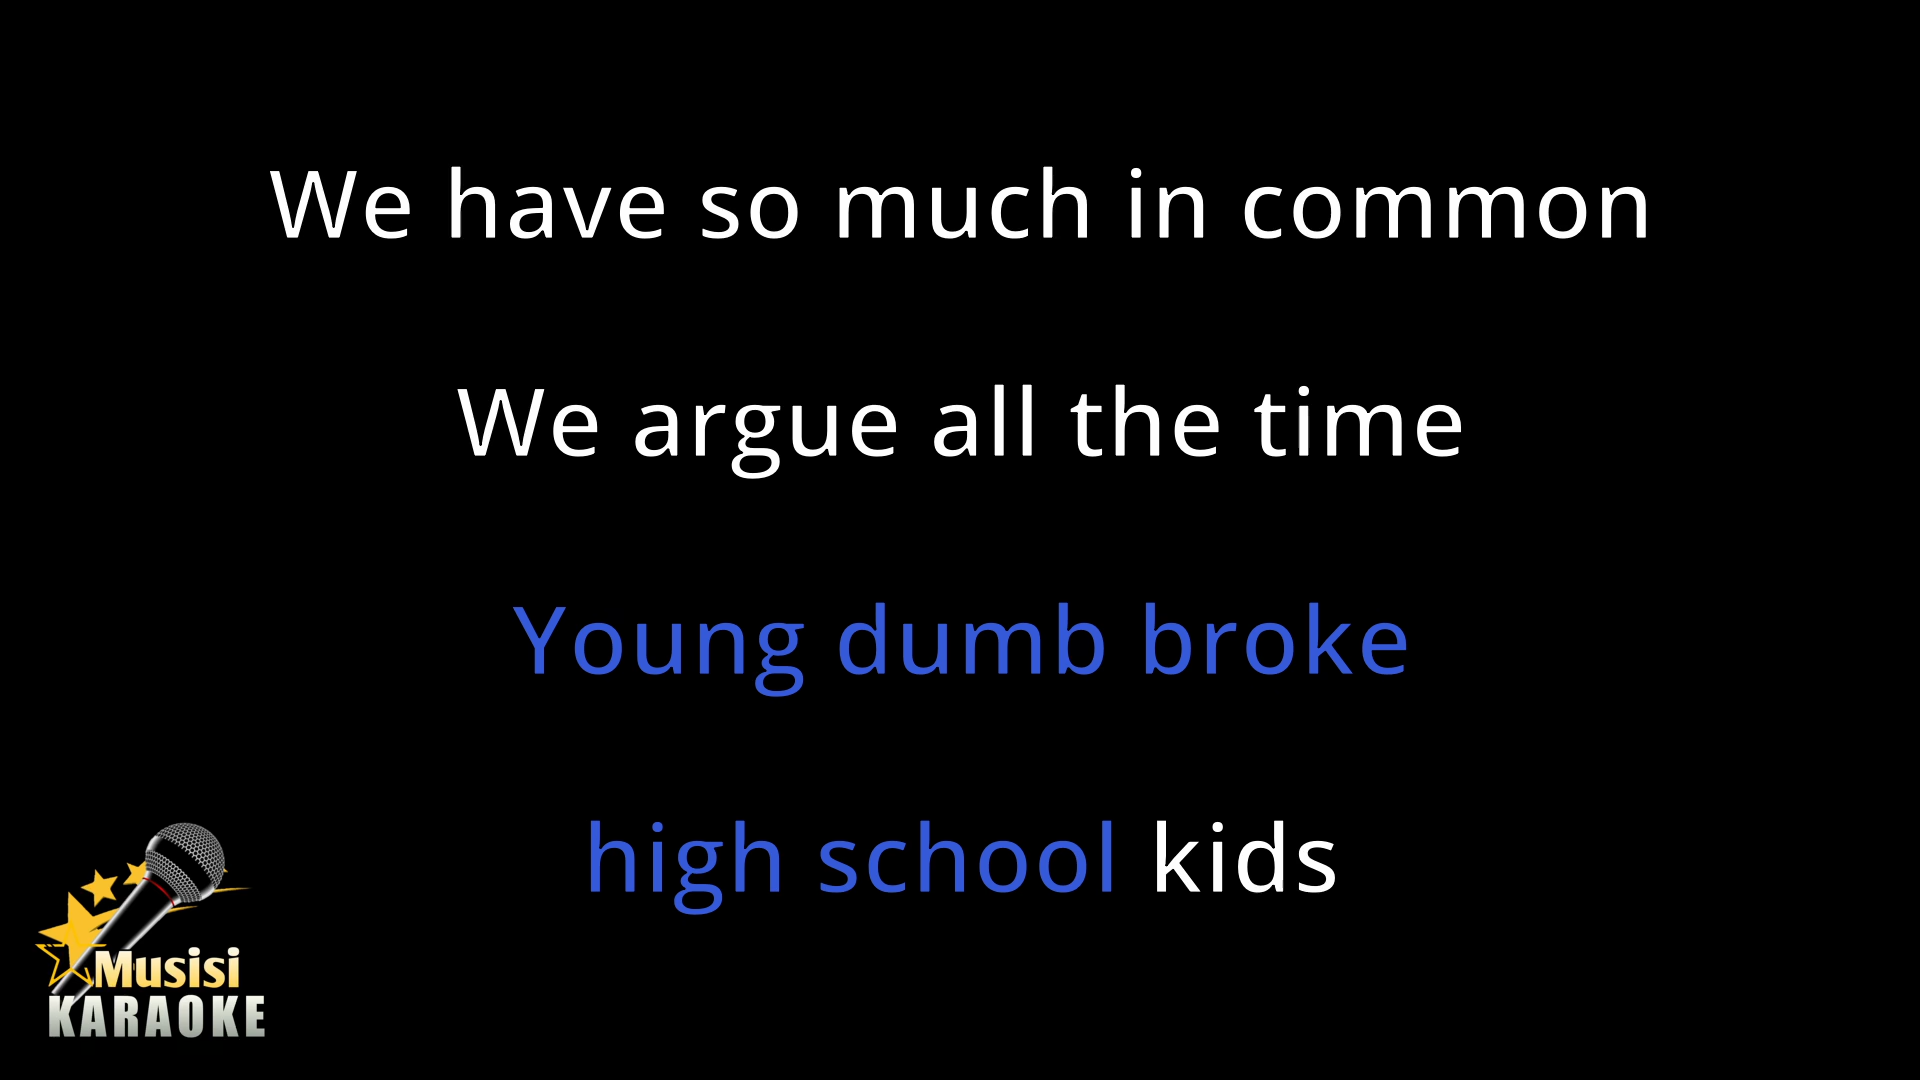 We have so much in common
We argue all the time
Young dumb broke
high school kids
Musisi
KARAOKE